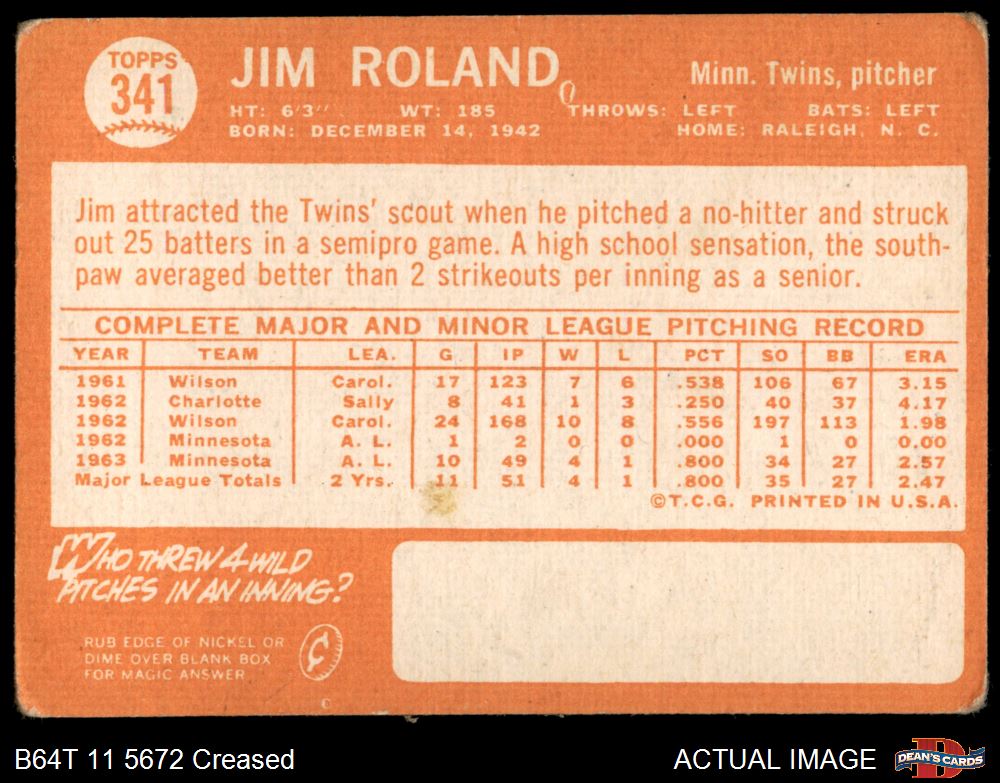 TOPPS
341
JIM ROLAND
Minn. Twins, pitcher
HT: 6'3" WT: 185 THROWS: LEFT BATS: LEFT
BORN: DECEMBER 14, 1942 HOME: RALEIGH, N. C.
Jim attracted the Twins' scout when he pitched a no-hitter and struck
out 25 batters in a semipro game. A high school sensation, the south-
paw averaged better than 2 strikeouts per inning as a senior.
COMPLETE MAJOR AND MINOR LEAGUE PITCHING RECORD
YEAR TEAM LEA. G IP W L PCT SO BB ERA
1961 Wilson Carol. 17 123 7 6 .538 106 67 3.15
1962 Charlotte Sally 8 41 1 3 .250 40 37 4.17
1962 Wilson Carol. 24 168 10 8 .556 197 113 1.98
1962 Minnesota A. L. 1 2 0 0 .000 1 0 0.00
1963 Minnesota A. L. 10 49 4 1 .800 34 27 2.57
Major League Totals 2 Yrs. 11 51 4 1 .800 35 27 2.47
©T.C.G. PRINTED IN U.S.A.
WHO THREW 4 WILD
PITCHES IN AN INNING?
RUB EDGE OF NICKEL OR
DIME OVER BLANK BOX
FOR MAGIC ANSWER
¢
C
B64T 11 5672 Creased
ACTUAL IMAGE
D
DEAN'S CARDS